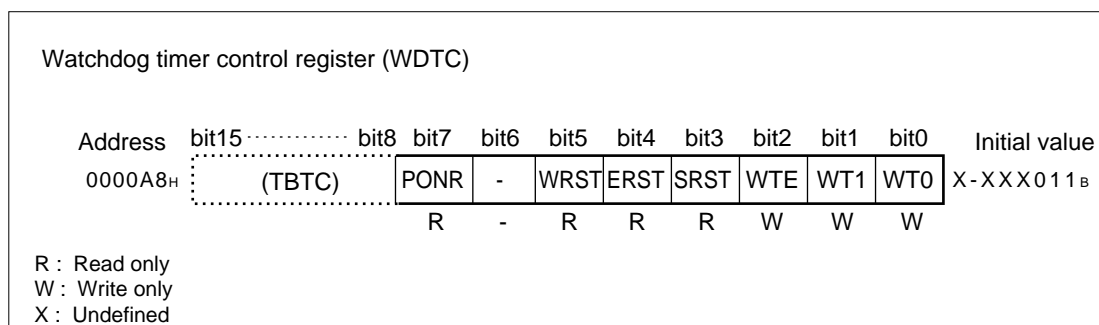 Watchdog timer control register (WDTC)
Address bit15 ············ bit8 bit7 bit6 bit5 bit4 bit3 bit2 bit1 bit0 Initial value
0000A8H (TBTC) PONR - WRST ERST SRST WTE WT1 WT0 X-XXX011B
R - R R R W W W
R : Read only
W : Write only
X : Undefined